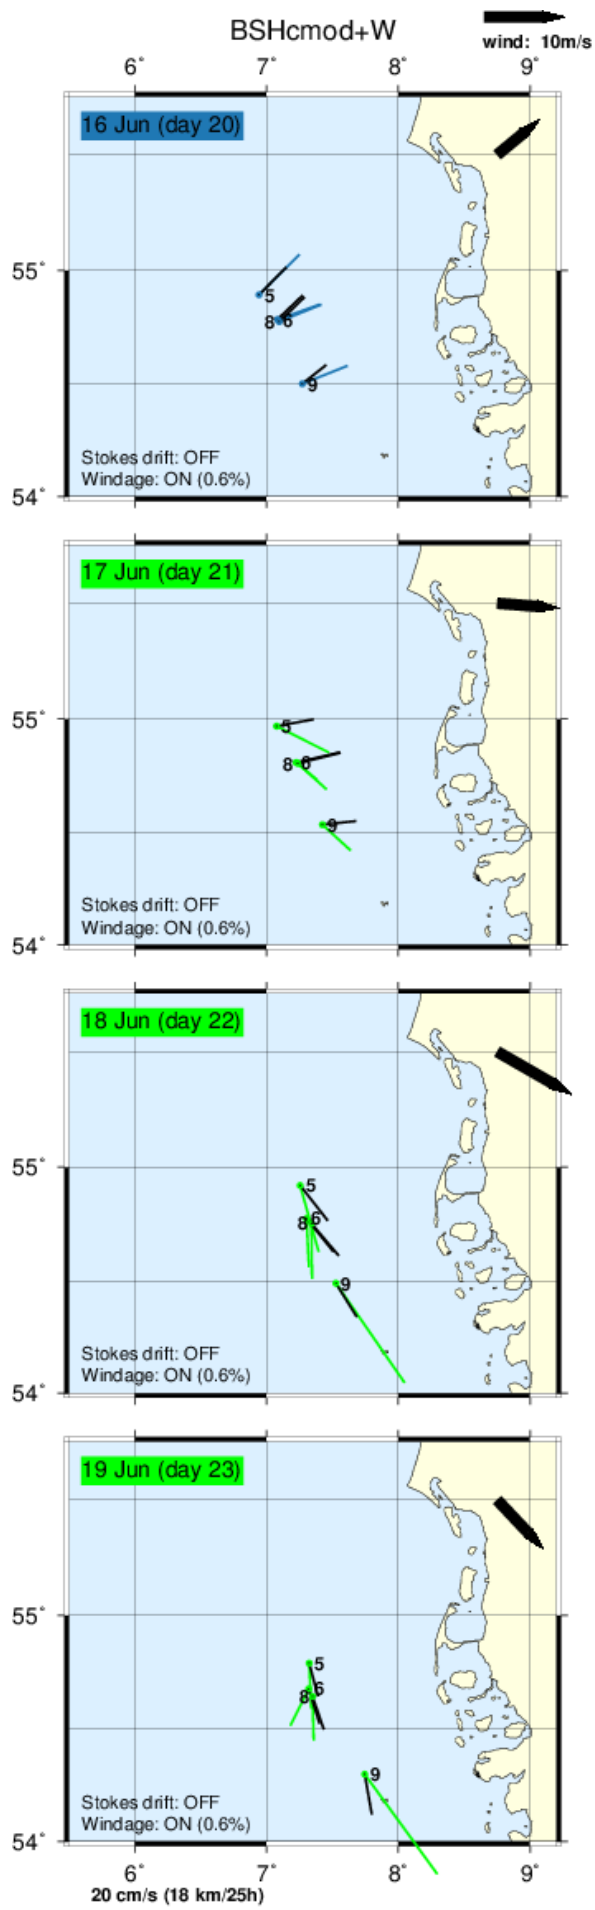 BSHcmod+W
wind: 10m/s
6° 7° 8° 9°
16 Jun (day 20)
55°
5
8 6
9
Stokes drift: OFF
Windage: ON (0.6%)
54°
17 Jun (day 21)
55°
5
8 6
9
Stokes drift: OFF
Windage: ON (0.6%)
54°
18 Jun (day 22)
55°
5
8 6
9
Stokes drift: OFF
Windage: ON (0.6%)
54°
19 Jun (day 23)
55°
5
8 6
9
Stokes drift: OFF
Windage: ON (0.6%)
54°
6° 7° 8° 9°
20 cm/s (18 km/25h)